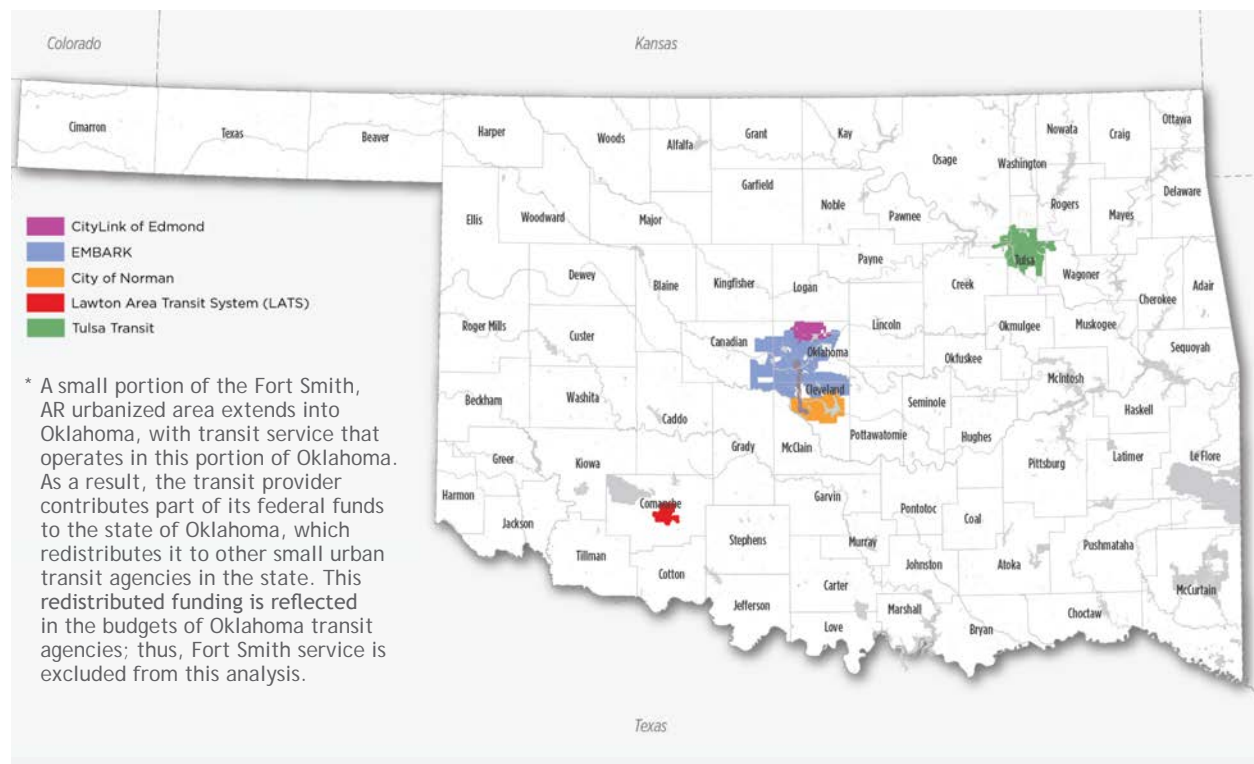 Colorado
Kansas
Cimarron
Texas
Beaver
Harper
Woods
Alfalfa
Grant
Kay
Osage
Washington
Nowata
Craig
Ottawa
Ellis
Woodward
Major
Garfield
Noble
Pawnee
Rogers
Mayes
Delaware
CityLink of Edmond
EMBARK
City of Norman
Lawton Area Transit System (LATS)
Tulsa Transit
Dewey
Blaine
Kingfisher
Logan
Payne
Creek
Tulsa
Wagoner
Cherokee
Adair
Roger Mills
Custer
Canadian
Oklahoma
Lincoln
Okmulgee
Muskogee
Sequoyah
Okfuskee
McIntosh
Beckham
Washita
Caddo
Cleveland
Seminole
Haskell
Grady
McClain
Pottawatomie
Hughes
Pittsburg
Latimer
Le Flore
Greer
Kiowa
Harmon
Jackson
Comanche
Garvin
Pontotoc
Coal
Tillman
Cotton
Stephens
Murray
Johnston
Atoka
Pushmataha
McCurtain
Jefferson
Carter
Love
Marshall
Bryan
Choctaw
* A small portion of the Fort Smith,
AR urbanized area extends into
Oklahoma, with transit service that
operates in this portion of Oklahoma.
As a result, the transit provider
contributes part of its federal funds
to the state of Oklahoma, which
redistributes it to other small urban
transit agencies in the state. This
redistributed funding is reflected
in the budgets of Oklahoma transit
agencies; thus, Fort Smith service is
excluded from this analysis.
Texas